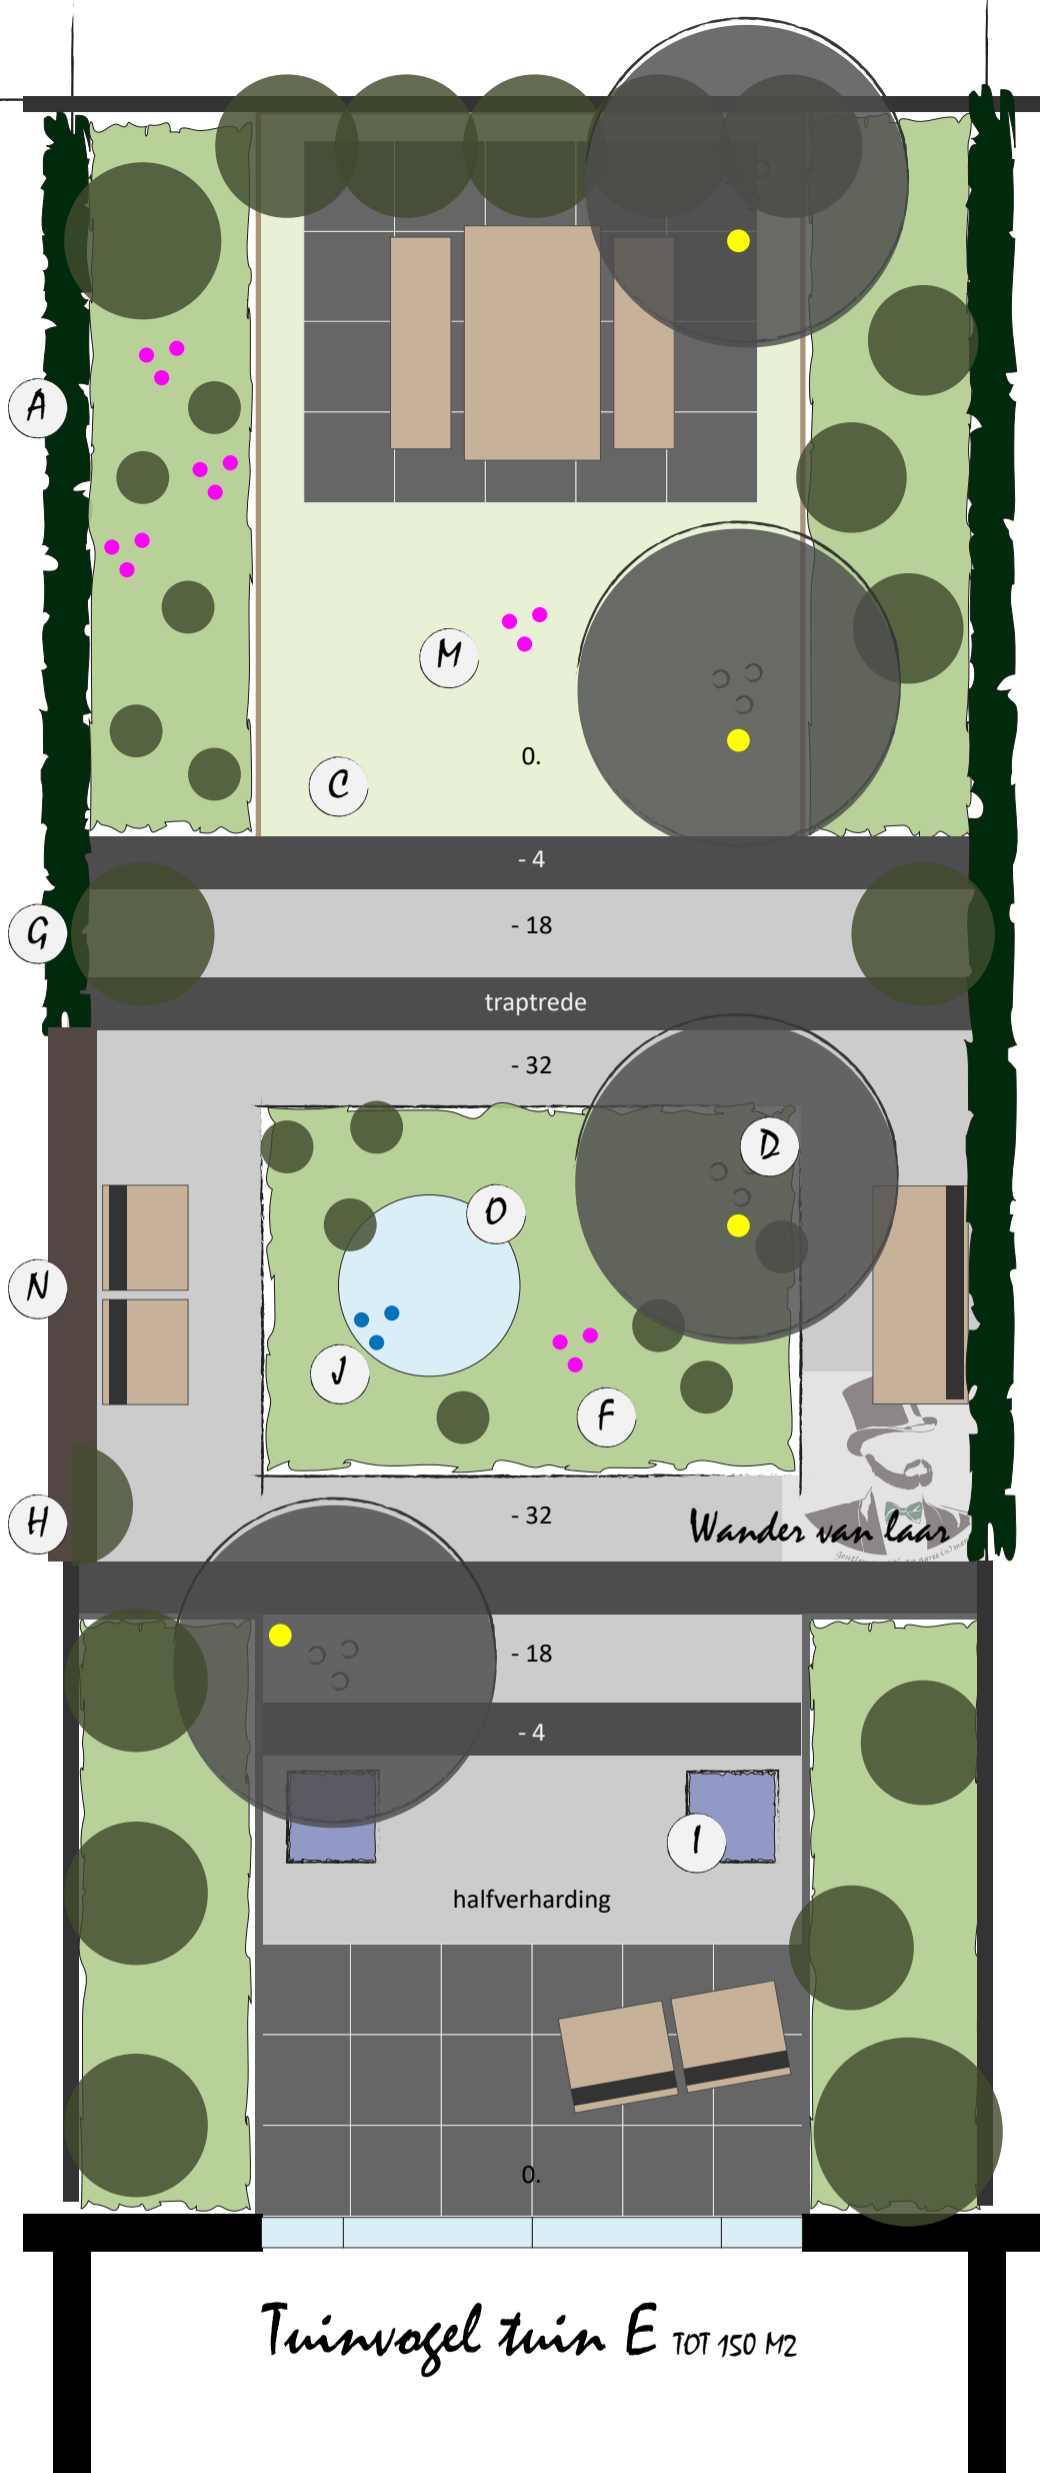 A
M
0.
C
- 4
G
- 18
traptrede
- 32
D
O
N
J
F
H
- 32
Wander van laar
- 18
- 4
I
halfverharding
0.
Tuinvogel tuin E TOT 150 M2